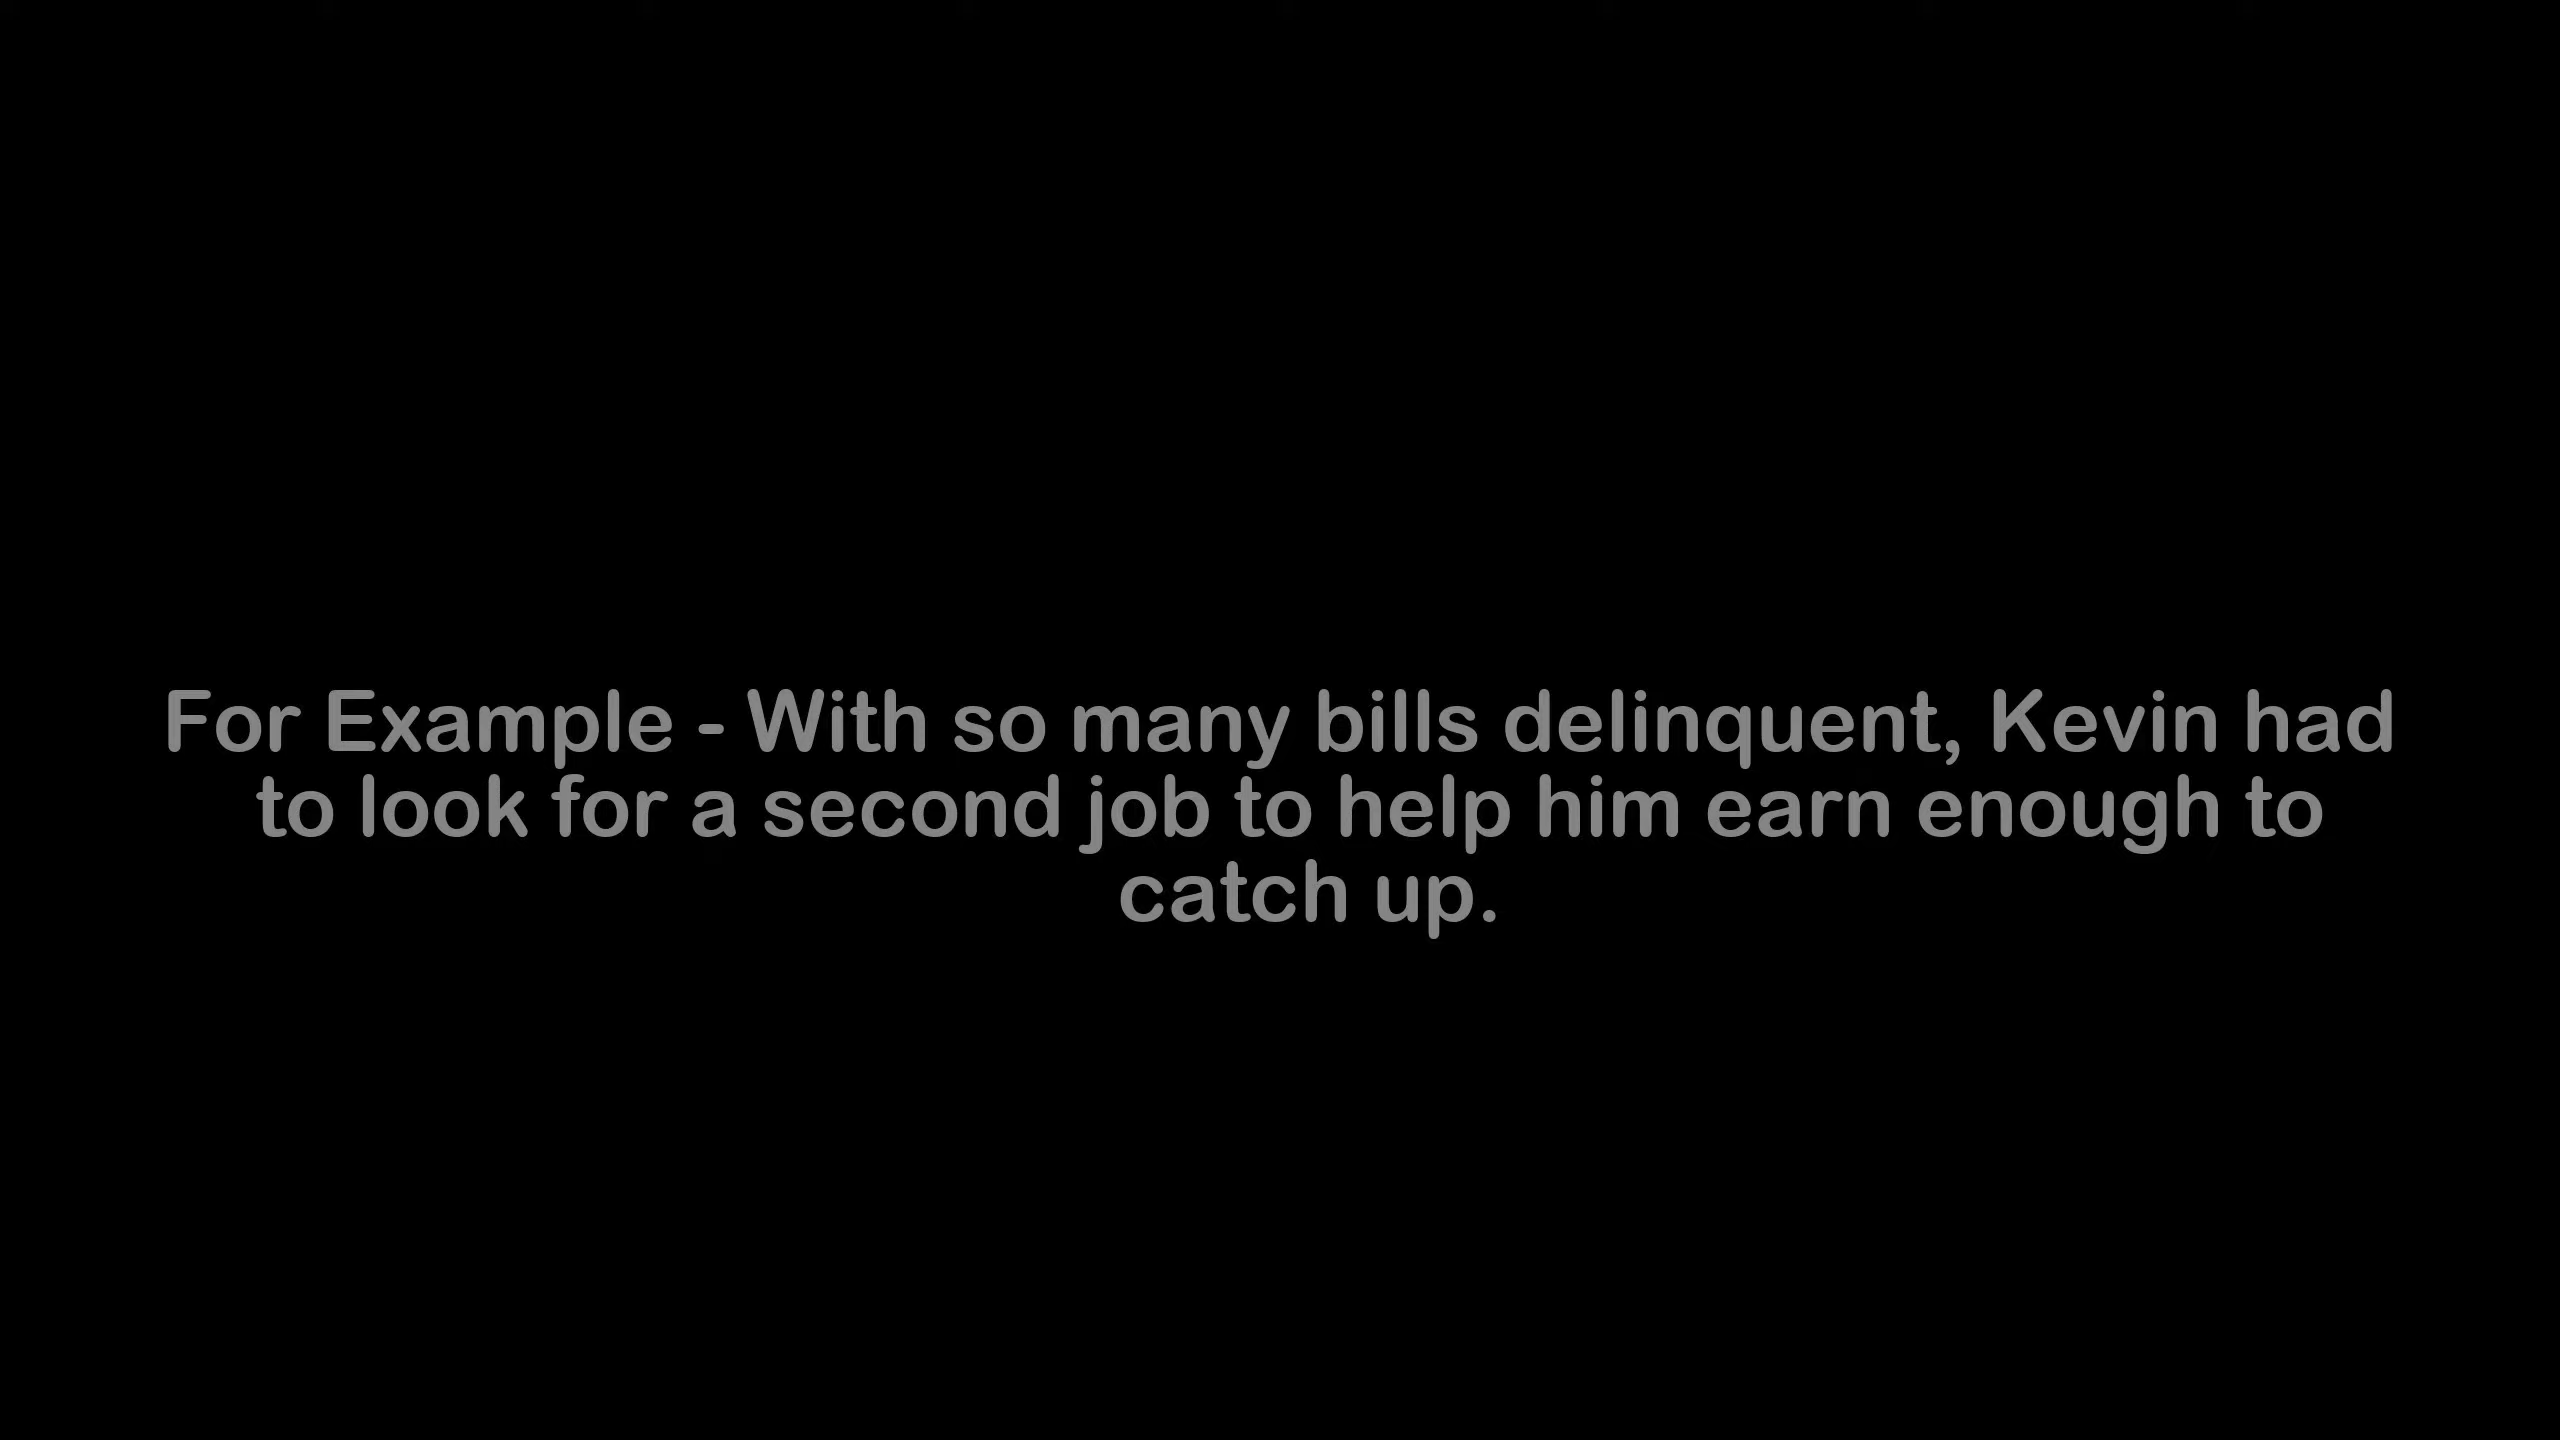 For Example - With so many bills delinquent, Kevin had
to look for a second job to help him earn enough to
catch up.